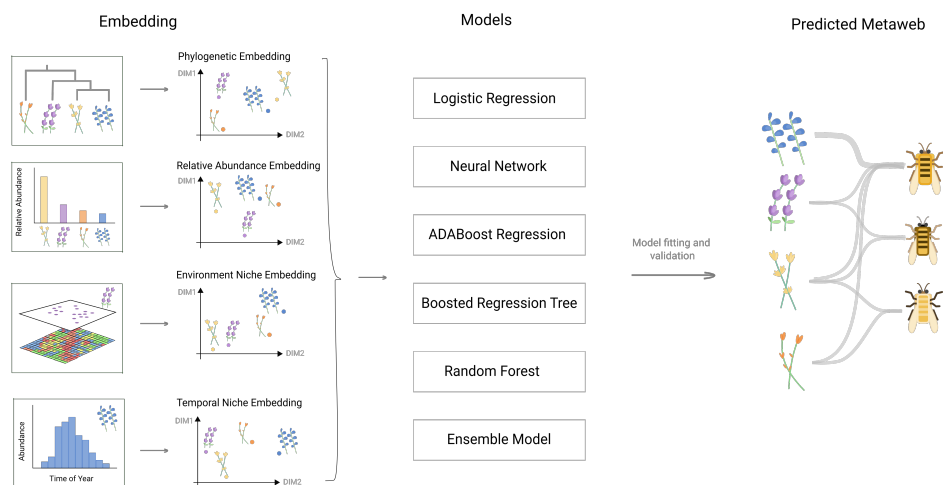 Embedding
Models
Predicted Metaweb
Phylogenetic Embedding
DIM1
DIM2
Relative Abundance
Relative Abundance Embedding
DIM1
DIM2
Environment Niche Embedding
DIM1
DIM2
Abundance
Time of Year
Temporal Niche Embedding
DIM1
DIM2
Logistic Regression
Neural Network
ADABoost Regression
Boosted Regression Tree
Random Forest
Ensemble Model
Model fitting and
validation